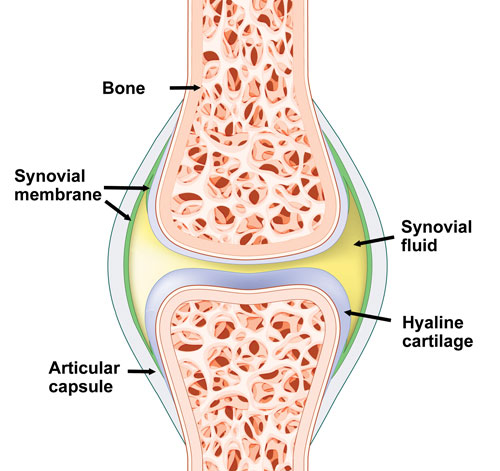 Bone
Synovial
membrane
Synovial
fluid
Hyaline
cartilage
Articular
capsule